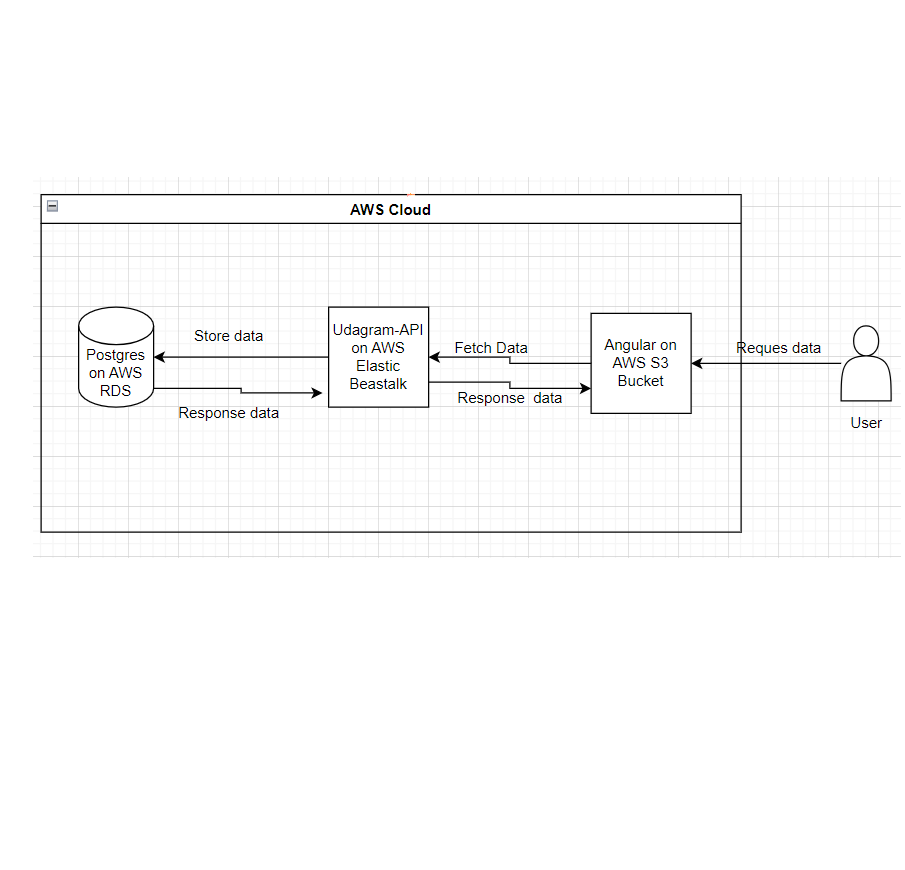 AWS Cloud
Store data
Postgres
on AWS
RDS
Response data
Udagram-API
on AWS
Elastic
Beastalk
Fetch Data
Response  data
Angular on
AWS S3
Bucket
Reques data
User